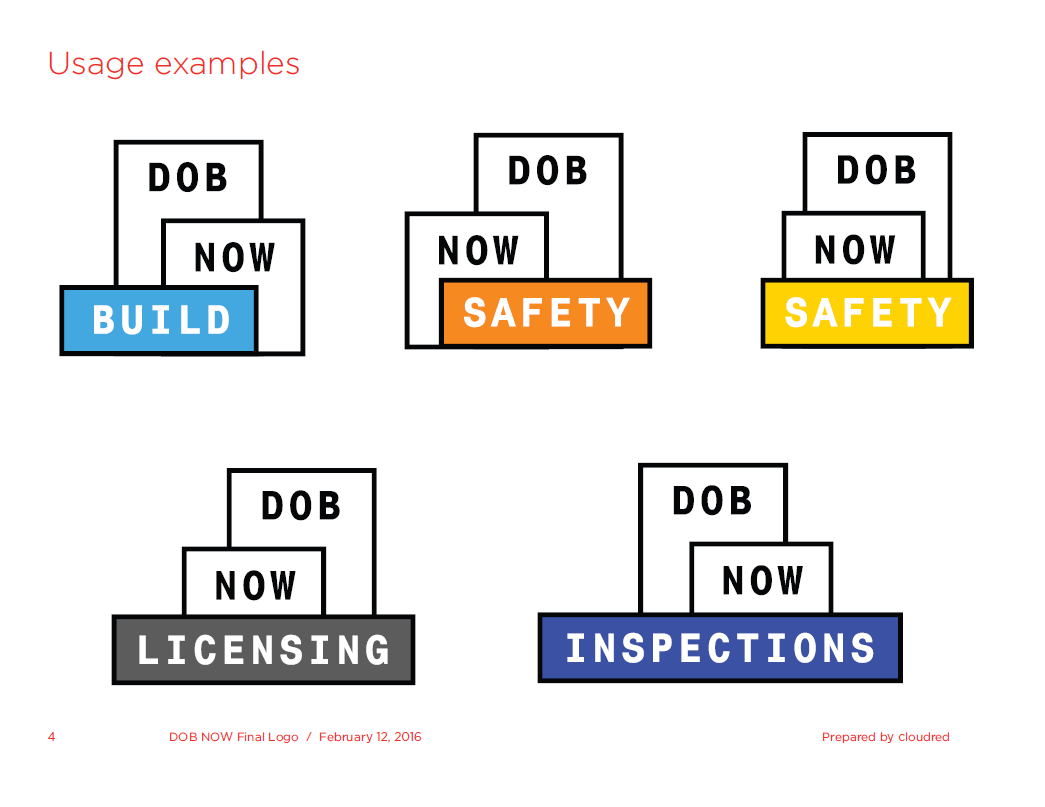 Usage examples
DOB
NOW
BUILD
DOB
NOW
SAFETY
DOB
NOW
SAFETY
DOB
NOW
LICENSING
DOB
NOW
INSPECTIONS
4 DOB NOW Final Logo / February 12, 2016 Prepared by cloudred